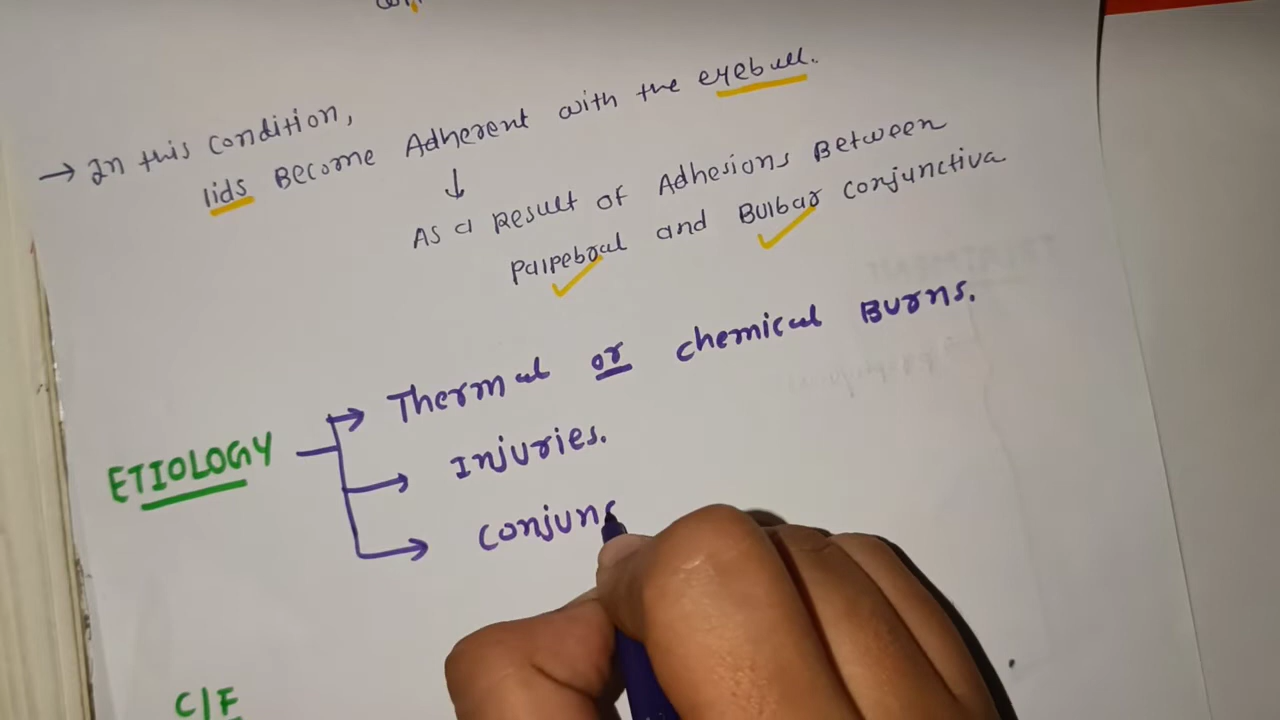 → In this condition,
lids Become Adherent with the eyeball.
↓
As a Result of Adhesions Between
palpebral and Bulbar conjunctiva
ETIOLOGY → Thermal or chemical Burns.
→ Injuries.
→ Conjunc
C/F